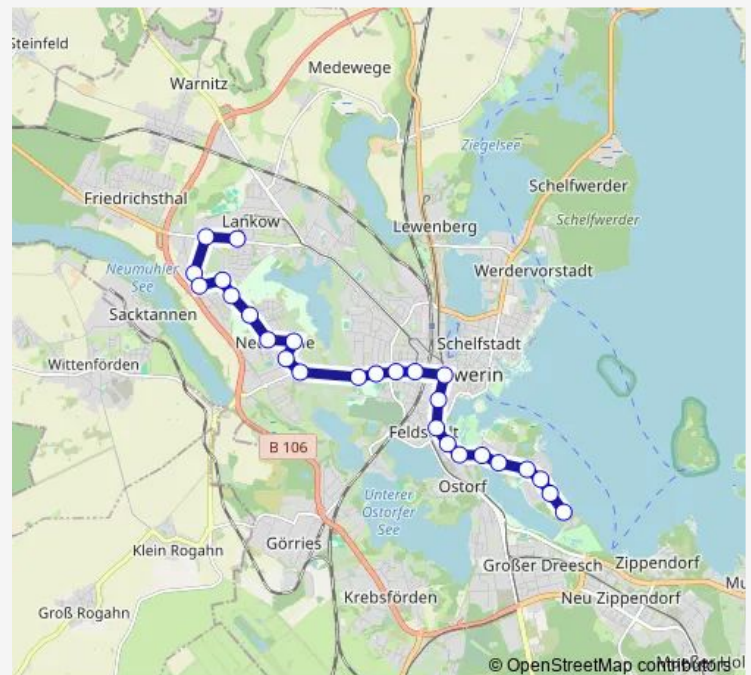 Steinfeld
Medewege
Warnitz
Ziegelsee
Schelfwerder
Friedrichsthal
Schelfwerder
Lankow
Lewenberg
Neumühler
See
Werdervorstadt
Sacktannen
Schelfstadt
Wittenförden
B 106
Ostorf
Unterer
Ostorfer
See
Görries
Klein Rogahn
Großer Dreesch
Zippendorf
Krebsförden
Neu Zippendorf
Groß Rogahn
© OpenStreetMap contributors